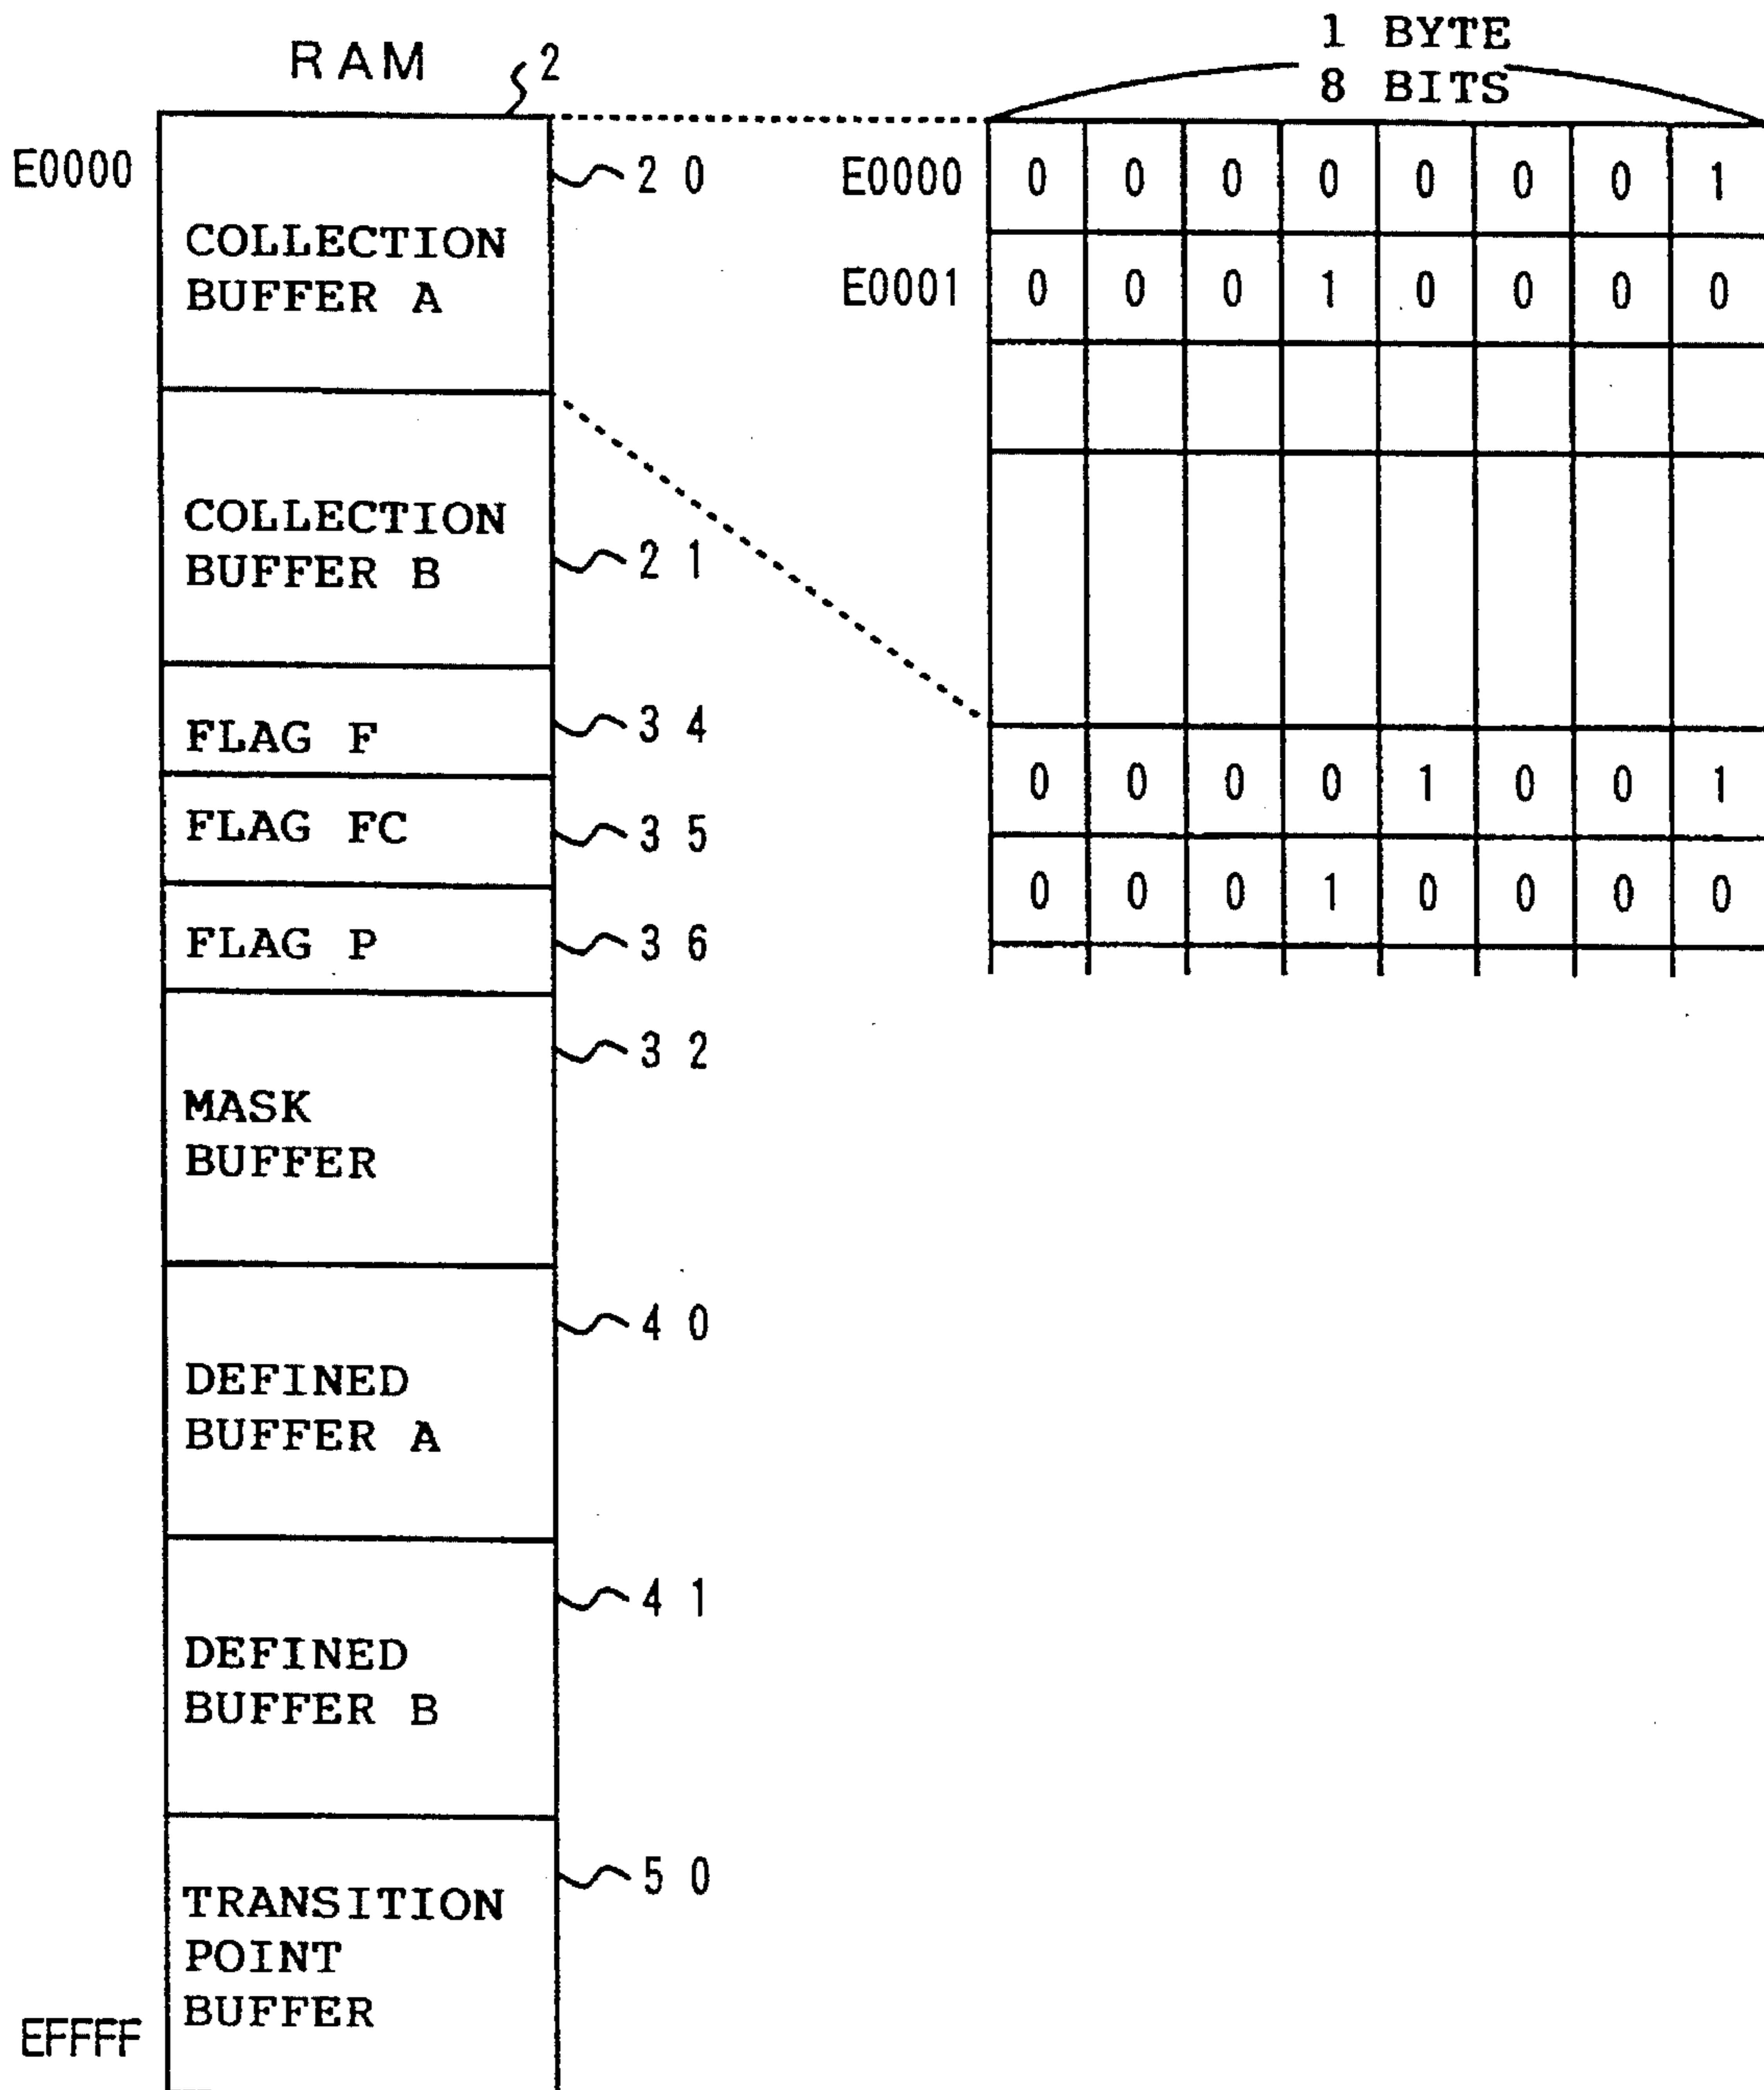 RAM
2
1 BYTE
8 BITS
E0000
20
COLLECTION
BUFFER A
E0000 0 0 0 0 0 0 0 1
E0001 0 0 0 1 0 0 0 0
COLLECTION
BUFFER B
21
FLAG F
34
0 0 0 0 1 0 0 1
FLAG FC
35
0 0 0 1 0 0 0 0
FLAG P
36
MASK
BUFFER
32
DEFINED
BUFFER A
40
DEFINED
BUFFER B
41
TRANSITION
POINT
BUFFER
50
EFFFF